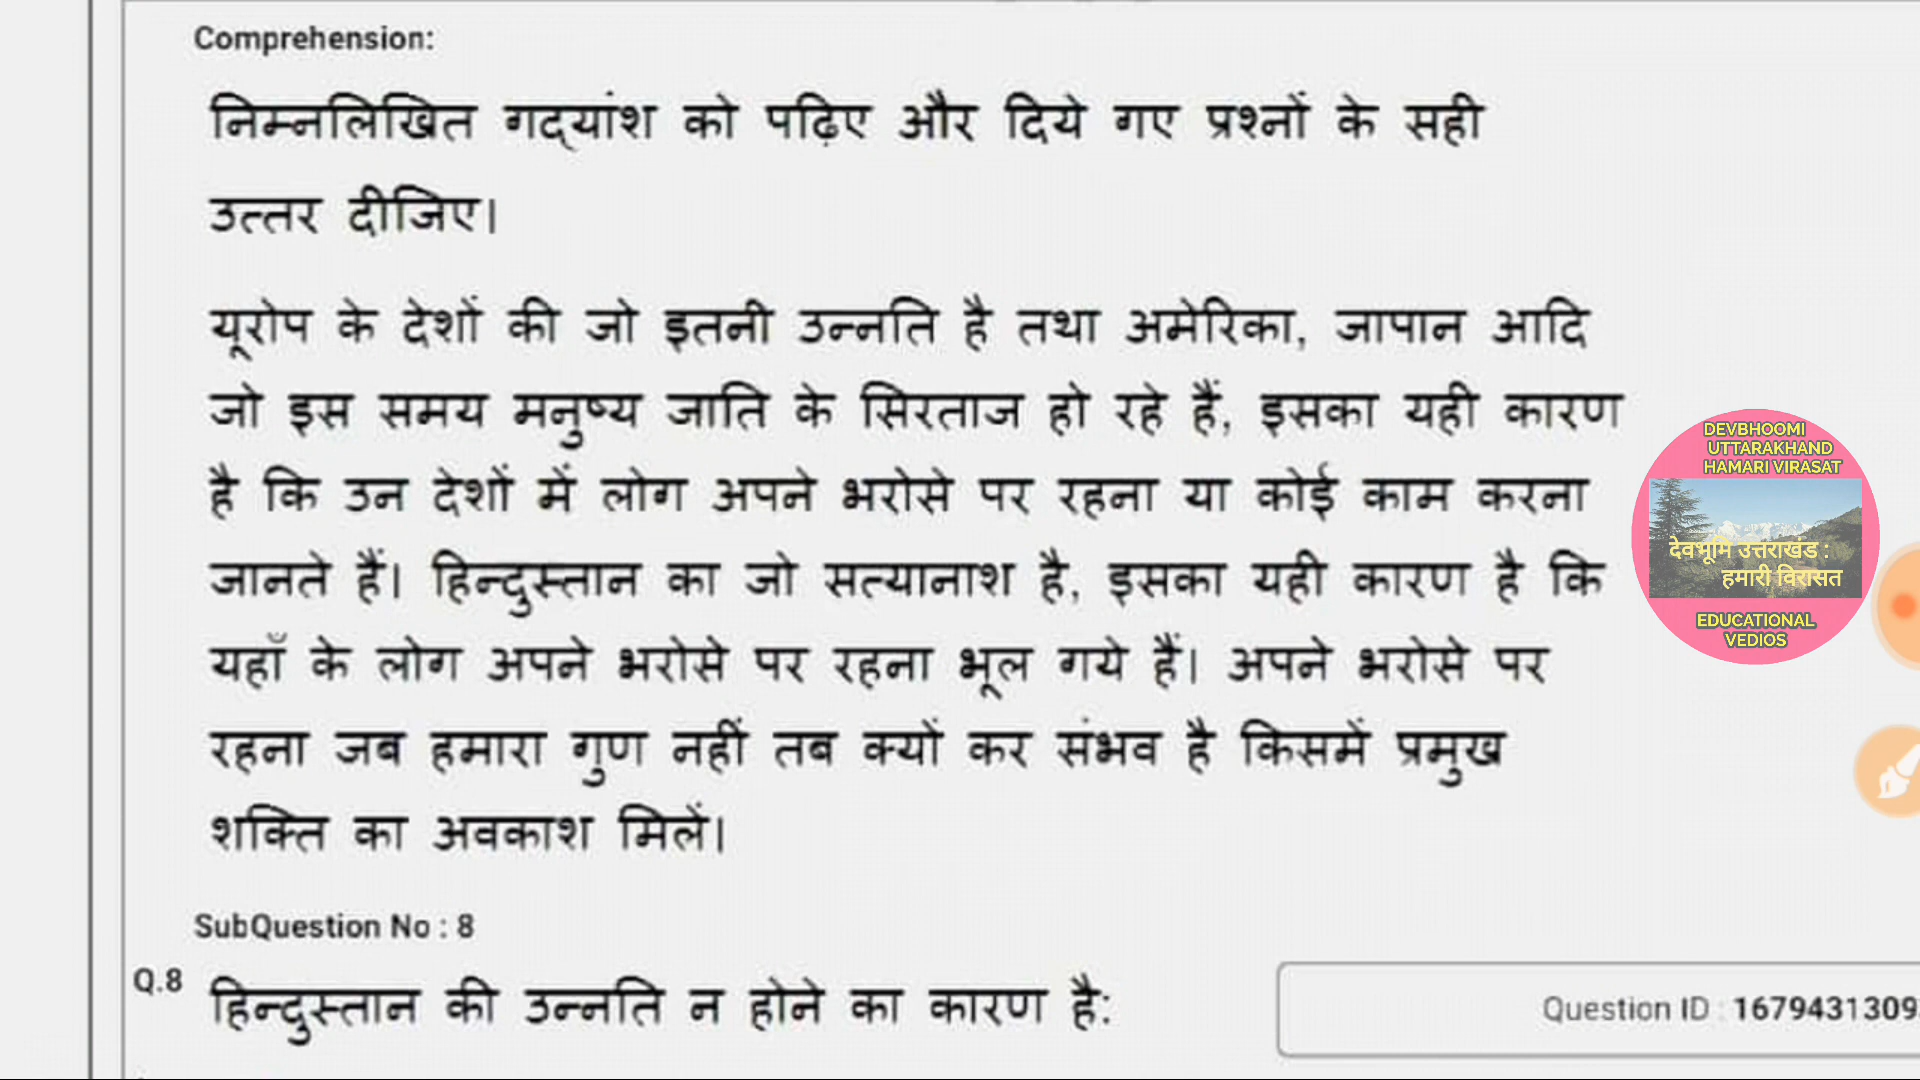 Comprehension:
निम्नलिखित गद्यांश को पढ़िए और दिये गए प्रश्नों के सही
उत्तर दीजिए।
यूरोप के देशों की जो इतनी उन्नति है तथा अमेरिका, जापान आदि
जो इस समय मनुष्य जाति के सिरताज हो रहे हैं, इसका यही कारण
है कि उन देशों में लोग अपने भरोसे पर रहना या कोई काम करना
जानते हैं। हिन्दुस्तान का जो सत्यानाश है, इसका यही कारण है कि
यहाँ के लोग अपने भरोसे पर रहना भूल गये हैं। अपने भरोसे पर
रहना जब हमारा गुण नहीं तब क्यों कर संभव है किसमें प्रमुख
शक्ति का अवकाश मिलें।
DEVBHOOMI
UTTARAKHAND
HAMARI VIRASAT
देवभूमि उत्तराखंड :
हमारी विरासत
EDUCATIONAL
VEDIOS
SubQuestion No : 8
Q.8 हिन्दुस्तान की उन्नति न होने का कारण है:
Question ID : 1679431309